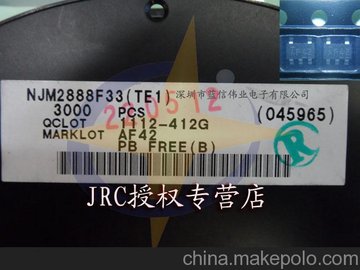 NJM2888F33(TE1)
深圳市蓝信伟业电子有限公司
3000 PCS
(045965)
QCLOT 1112-412G
MARKLOT AF42
PB FREE(B)
R
JRC授权专营店
china.makepolo.com